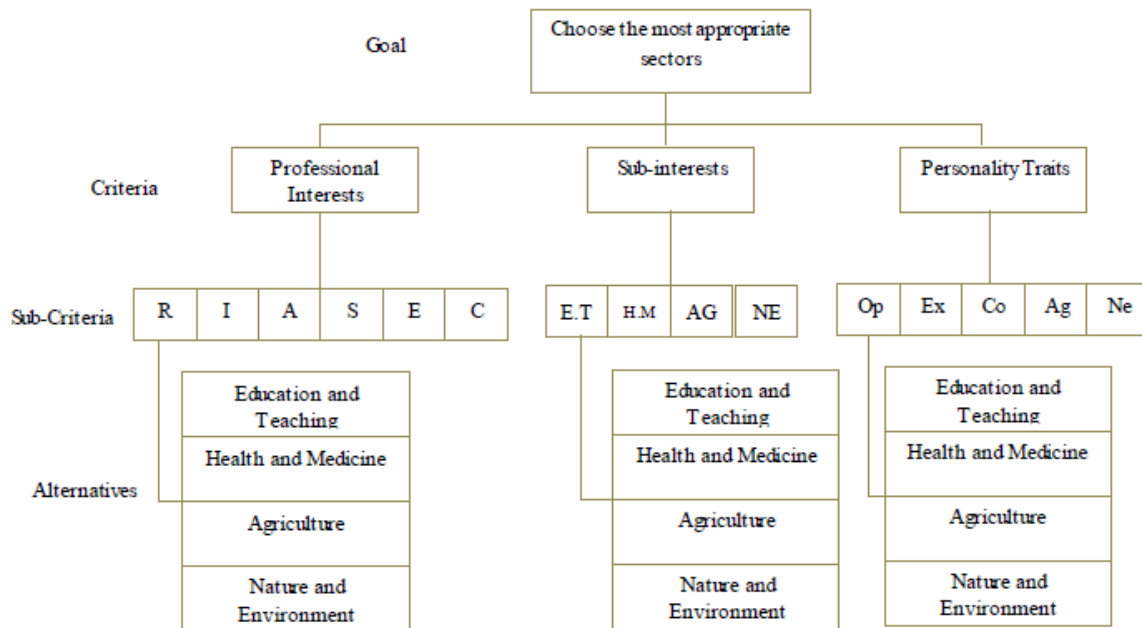 Goal
Choose the most appropriate
sectors
Criteria
Professional
Interests
Sub-interests
Personality Traits
Sub-Criteria
R
I
A
S
E
C
E.T
H.M
AG
NE
Op
Ex
Co
Ag
Ne
Alternatives
Education and
Teaching
Health and Medicine
Agriculture
Nature and
Environment
Education and
Teaching
Health and Medicine
Agriculture
Nature and
Environment
Education and
Teaching
Health and Medicine
Agriculture
Nature and
Environment